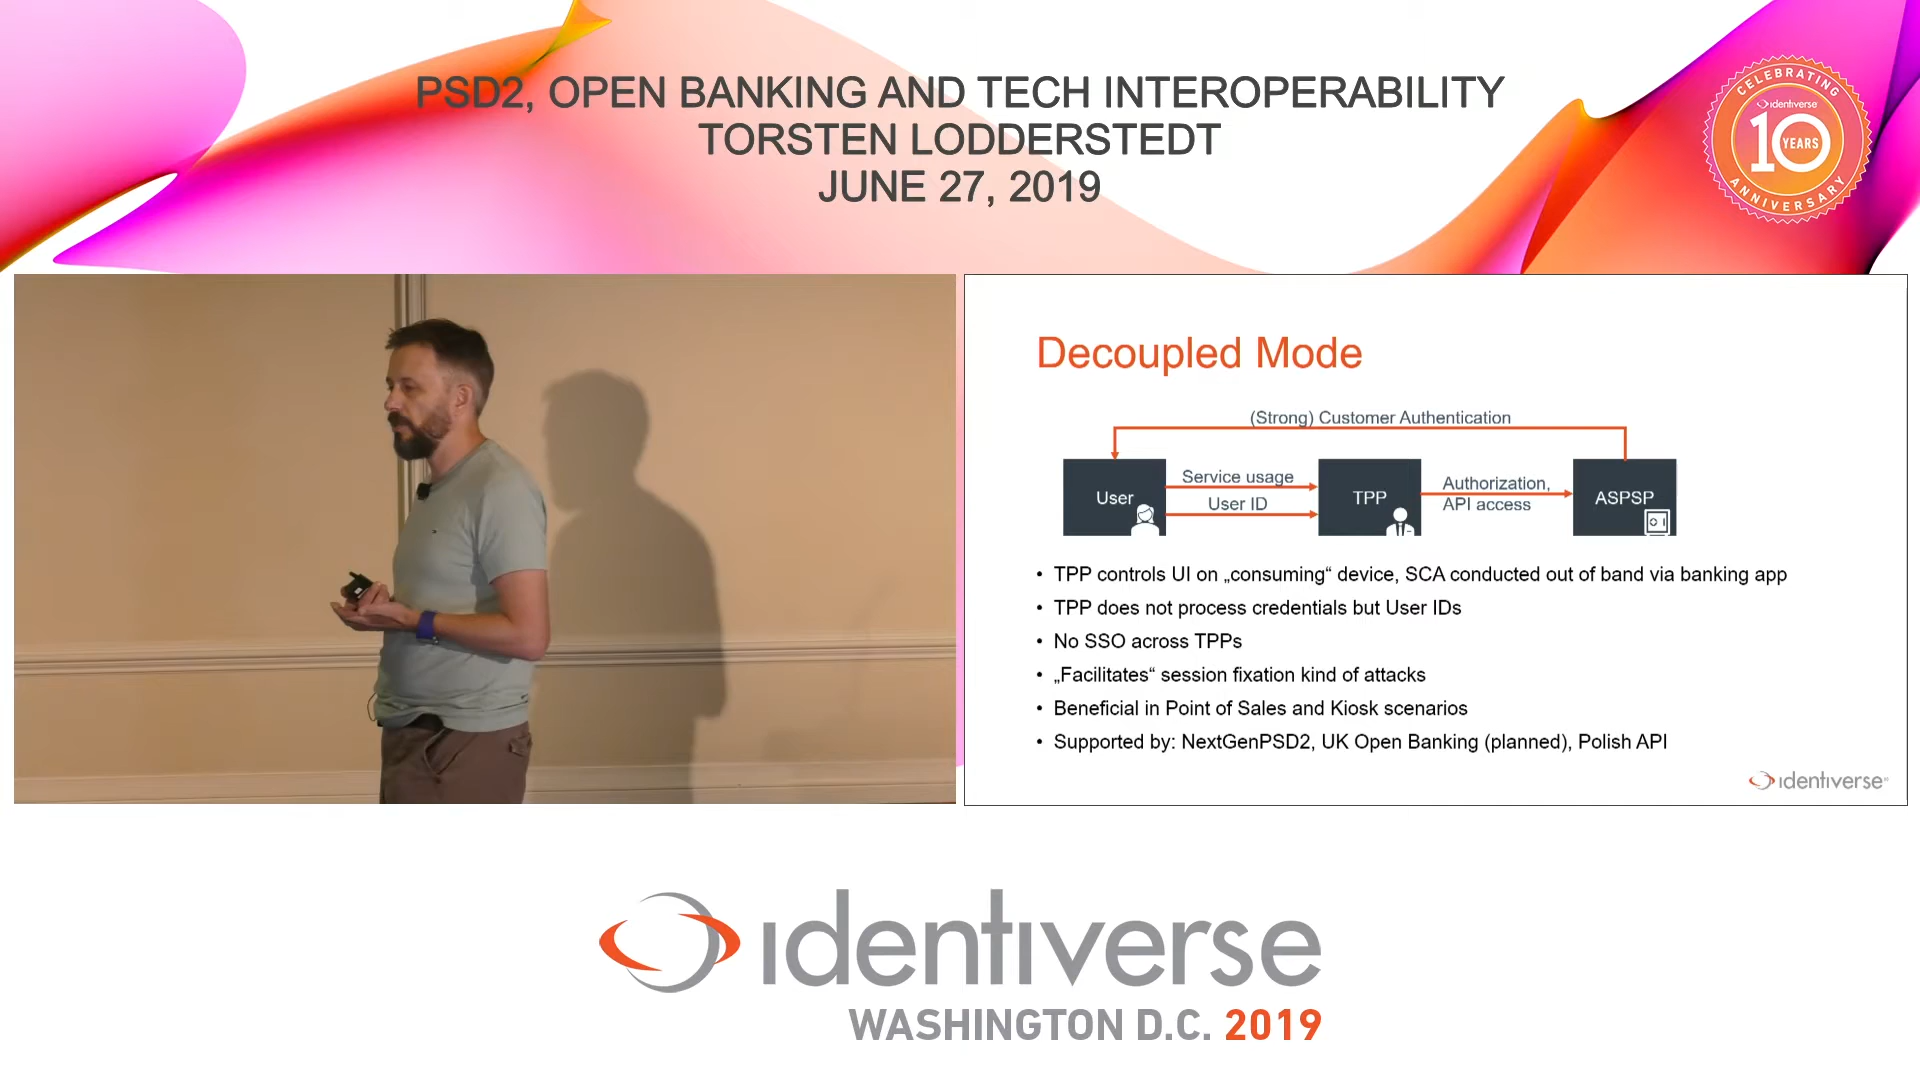 PSD2, OPEN BANKING AND TECH INTEROPERABILITY
TORSTEN LODDERSTEDT
JUNE 27, 2019
CELEBRATING
identiverse
10
YEARS
ANNIVERSARY
Decoupled Mode
(Strong) Customer Authentication
User
Service usage
User ID
TPP
Authorization,
API access
ASPSP
• TPP controls UI on „consuming“ device, SCA conducted out of band via banking app
• TPP does not process credentials but User IDs
• No SSO across TPPs
• „Facilitates“ session fixation kind of attacks
• Beneficial in Point of Sales and Kiosk scenarios
• Supported by: NextGenPSD2, UK Open Banking (planned), Polish API
identiverse®
identiverse
WASHINGTON D.C. 2019